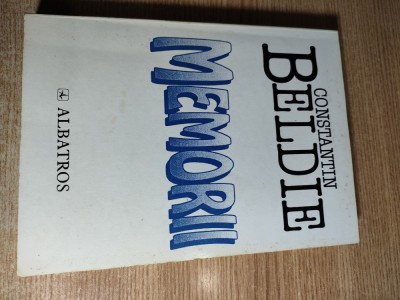 CONSTANTIN
BELDIE
MEMORII
ALBATROS